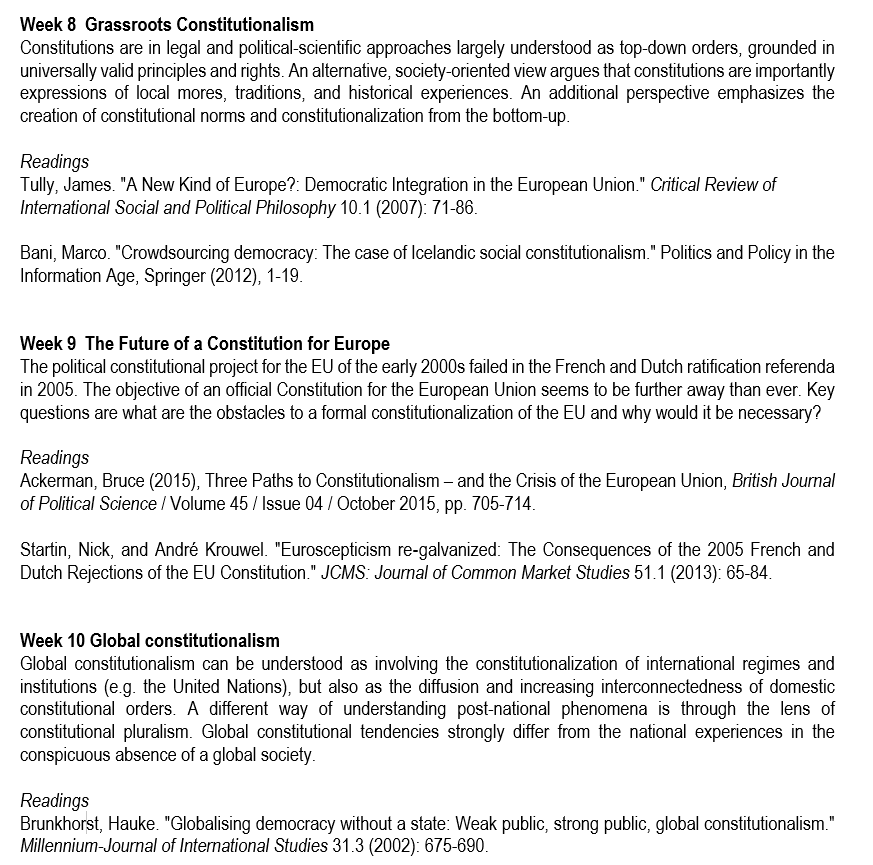 Week 8  Grassroots Constitutionalism
Constitutions are in legal and political-scientific approaches largely understood as top-down orders, grounded in
universally valid principles and rights. An alternative, society-oriented view argues that constitutions are importantly
expressions of local mores, traditions, and historical experiences. An additional perspective emphasizes the
creation of constitutional norms and constitutionalization from the bottom-up.
Readings
Tully, James. "A New Kind of Europe?: Democratic Integration in the European Union." Critical Review of
International Social and Political Philosophy 10.1 (2007): 71-86.
Bani, Marco. "Crowdsourcing democracy: The case of Icelandic social constitutionalism." Politics and Policy in the
Information Age, Springer (2012), 1-19.
Week 9  The Future of a Constitution for Europe
The political constitutional project for the EU of the early 2000s failed in the French and Dutch ratification referenda
in 2005. The objective of an official Constitution for the European Union seems to be further away than ever. Key
questions are what are the obstacles to a formal constitutionalization of the EU and why would it be necessary?
Readings
Ackerman, Bruce (2015), Three Paths to Constitutionalism – and the Crisis of the European Union, British Journal
of Political Science / Volume 45 / Issue 04 / October 2015, pp. 705-714.
Startin, Nick, and André Krouwel. "Euroscepticism re-galvanized: The Consequences of the 2005 French and
Dutch Rejections of the EU Constitution." JCMS: Journal of Common Market Studies 51.1 (2013): 65-84.
Week 10 Global constitutionalism
Global constitutionalism can be understood as involving the constitutionalization of international regimes and
institutions (e.g. the United Nations), but also as the diffusion and increasing interconnectedness of domestic
constitutional orders. A different way of understanding post-national phenomena is through the lens of
constitutional pluralism. Global constitutional tendencies strongly differ from the national experiences in the
conspicuous absence of a global society.
Readings
Brunkhorst, Hauke. "Globalising democracy without a state: Weak public, strong public, global constitutionalism."
Millennium-Journal of International Studies 31.3 (2002): 675-690.